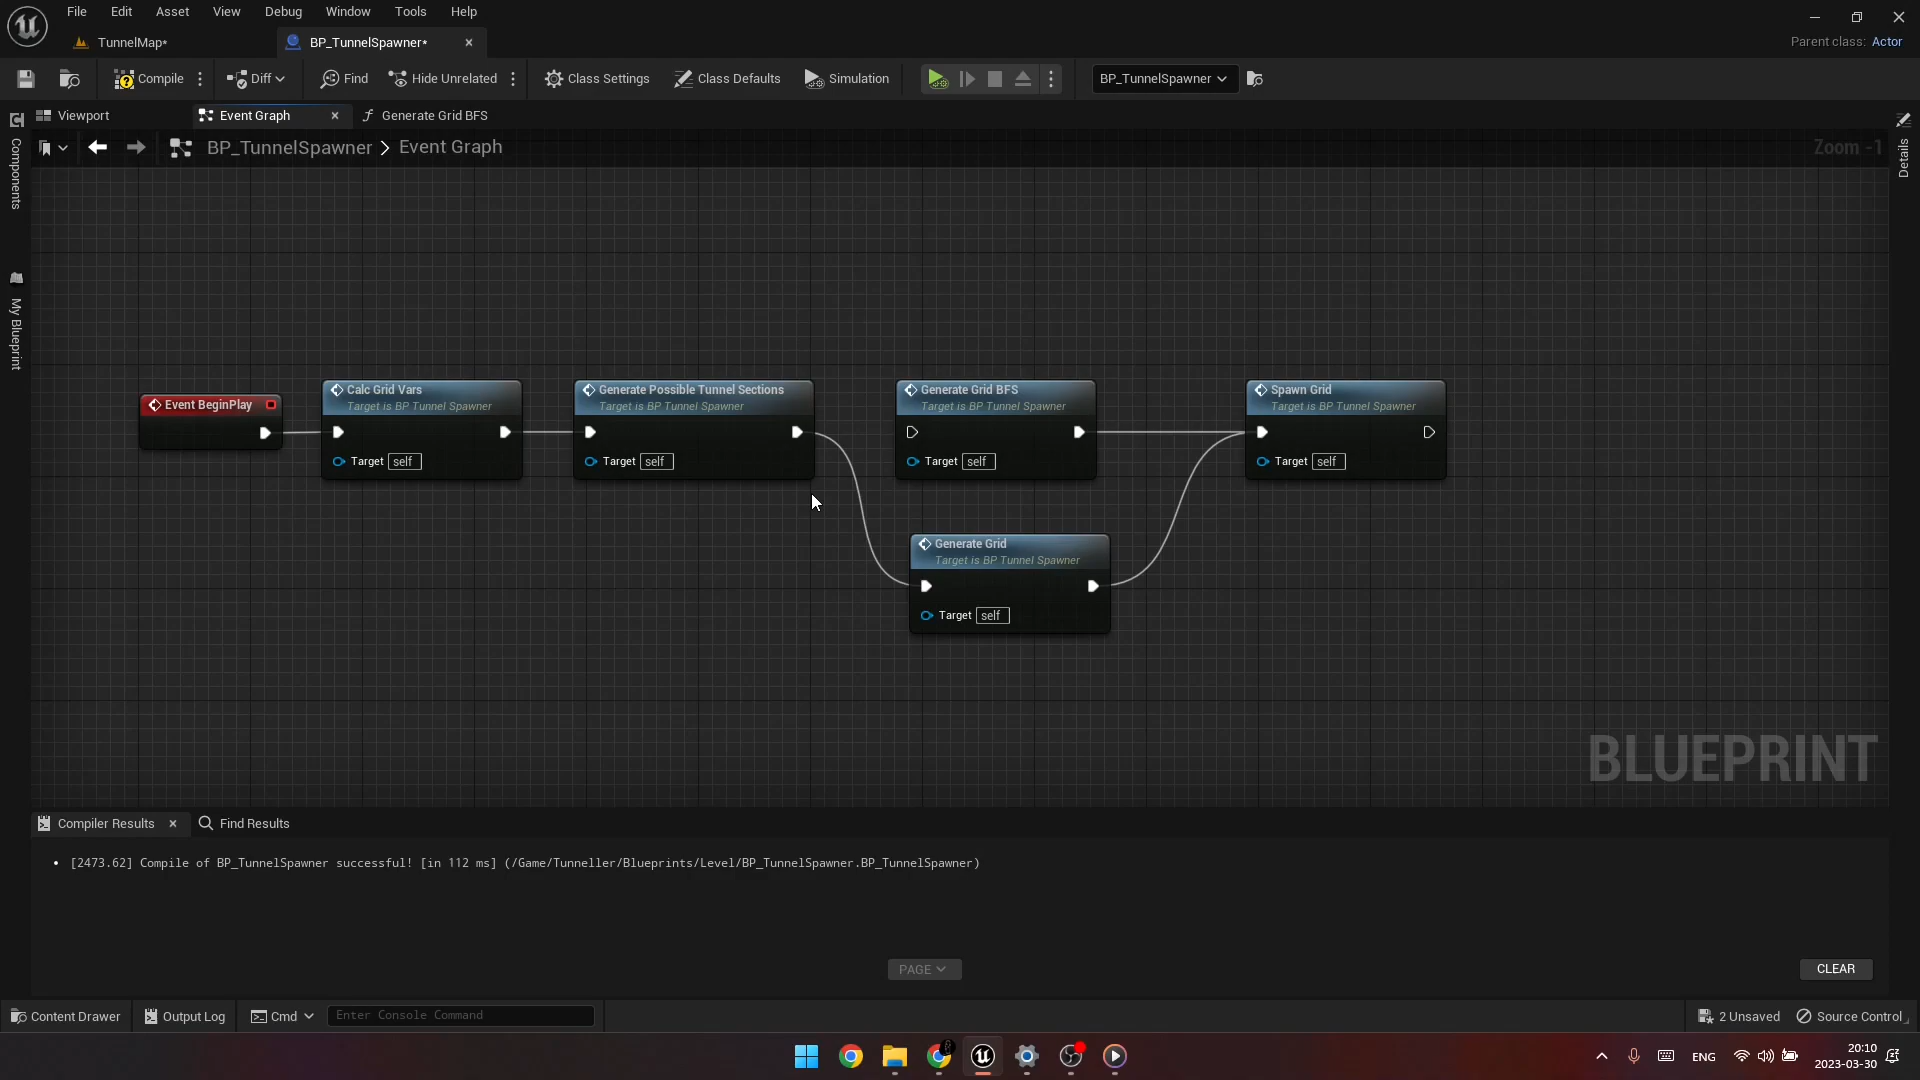 File Edit Asset View Debug Window Tools Help
TunnelMap*
BP_TunnelSpawner*
Parent class: Actor
Compile
Diff
Find
Hide Unrelated
Class Settings
Class Defaults
Simulation
BP_TunnelSpawner
Viewport
Event Graph
Generate Grid BFS
BP_TunnelSpawner > Event Graph
Zoom -1
Components
My Blueprint
Details
Event BeginPlay
Calc Grid Vars
Target is BP Tunnel Spawner
Target self
Generate Possible Tunnel Sections
Target is BP Tunnel Spawner
Target self
Generate Grid BFS
Target is BP Tunnel Spawner
Target self
Spawn Grid
Target is BP Tunnel Spawner
Target self
Generate Grid
Target is BP Tunnel Spawner
Target self
BLUEPRINT
Compiler Results
Find Results
[2473.62] Compile of BP_TunnelSpawner successful! [in 112 ms] (/Game/Tunneller/Blueprints/Level/BP_TunnelSpawner.BP_TunnelSpawner)
PAGE
CLEAR
Content Drawer
Output Log
Cmd
Enter Console Command
2 Unsaved
Source Control
ENG
20:10
2023-03-30